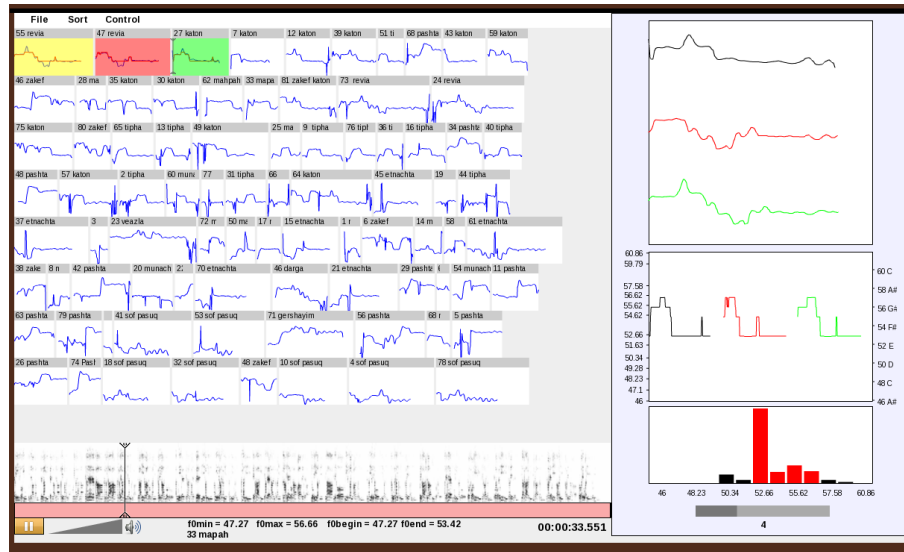 File Sort Control
55 revia 47 revia 27 katon 7 katon 12 katon 39 katon 51 ti 68 pashta 43 katon 59 katon
46 zakef 28 ma 35 katon 30 katon 62 mahpah 33 mapa 81 zakef katon 73 revia 24 revia
75 katon 80 zakef 65 tipha 13 tipha 49 katon 25 ma 9 tipha 76 tipl 36 ti 16 tipha 34 pashta 40 tipha
48 pashta 57 katon 2 tipha 60 muna 77 31 tipha 66 64 katon 45 etnachta 19 44 tipha
37 etnachta 3 23 veazla 72 m 50 ma 17 r 15 etnachta 1 r 6 zakef 14 m 58 61 etnachta
38 zake 8 n 42 pashta 20 munach 2: 70 etnachta 46 darga 21 etnachta 29 pashta 54 munach 11 pashta
63 pashta 79 pashta 41 sof pasuq 53 sof pasuq 71 gershayim 56 pashta 68 r 5 pashta
26 pashta 74 Pasl 18 sof pasuq 32 sof pasuq 48 zakef 10 sof pasuq 4 sof pasuq 78 sof pasuq
f0min = 47.27 f0max = 56.66 f0begin = 47.27 f0end = 53.42
33 mapah
00:00:33.551
60.86
59.79
57.58
56.62
55.62
54.62
52.66
51.63
50.34
49.28
48.23
47.1
46
60 C
58 A#
56 G#
54 F#
52 E
50 D
48 C
46 A#
46 48.23 50.34 52.66 55.62 57.58 60.86
4